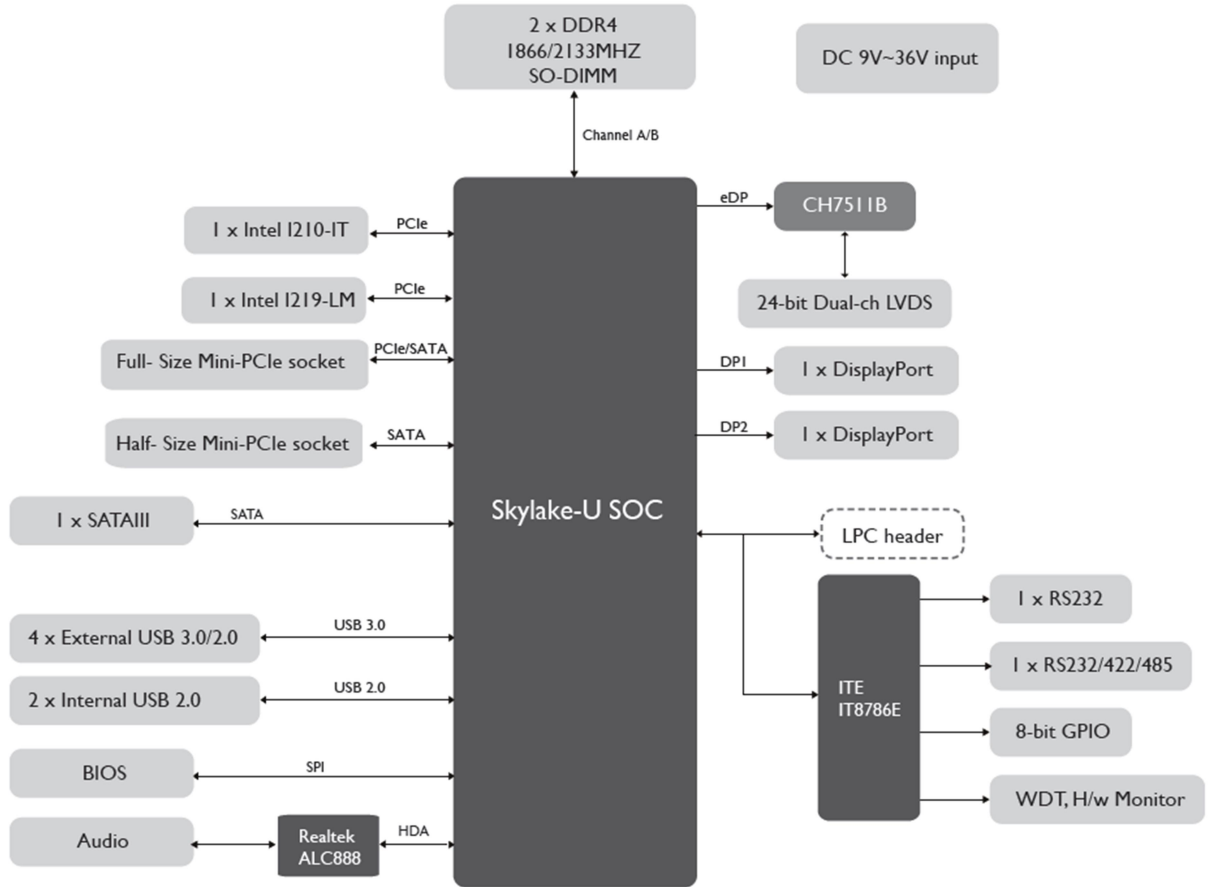 2 x DDR4
1866/2133MHZ
SO-DIMM
DC 9V~36V input
Channel A/B
eDP
CH7511B
1 x Intel I210-IT
PCIe
1 x Intel I219-LM
PCIe
24-bit Dual-ch LVDS
Full- Size Mini-PCIe socket
PCIe/SATA
DP1
1 x DisplayPort
Half- Size Mini-PCIe socket
SATA
DP2
1 x DisplayPort
Skylake-U SOC
1 x SATAIII
SATA
LPC header
1 x RS232
4 x External USB 3.0/2.0
USB 3.0
1 x RS232/422/485
2 x Internal USB 2.0
USB 2.0
ITE
IT8786E
8-bit GPIO
BIOS
SPI
WDT, H/w Monitor
Audio
Realtek
ALC888
HDA